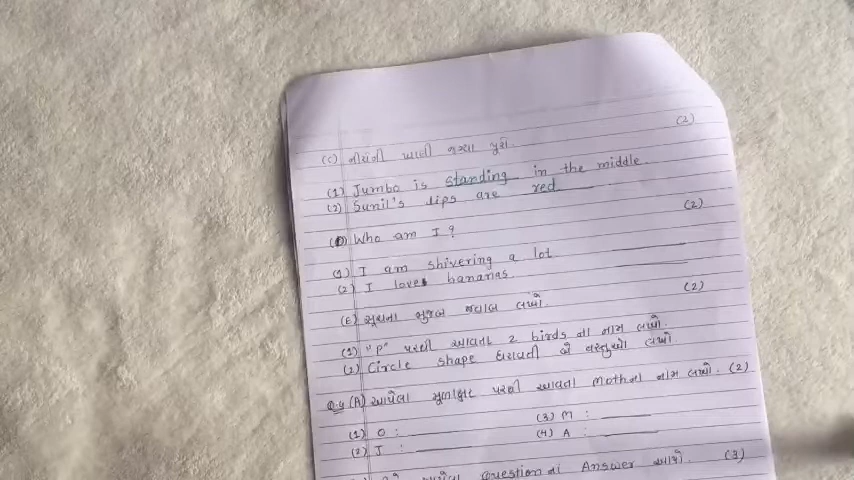 (C) નીચેની ખાલી જગ્યા પૂરો. (2)
(1) Jumbo is standing in the middle.
(2) Sunil's lips are red
(D) Who am I? (2)
(1) I am shivering a lot
(2) I love bananas
(E) સૂચના મુજબ જવાબ લખો. (2)
(1) "P" પરથી આવતા 2 birds ના નામ લખો.
(2) Circle shape ધરાવતી બે વસ્તુઓ લખો
Q.4 (A) આપેલા મૂળાક્ષર પરથી આવતા Month ના નામ લખો. (2)
(1) O : (3) M :
(2) J : (4) A :
આપેલા Question નાં Answer આપો. (3)